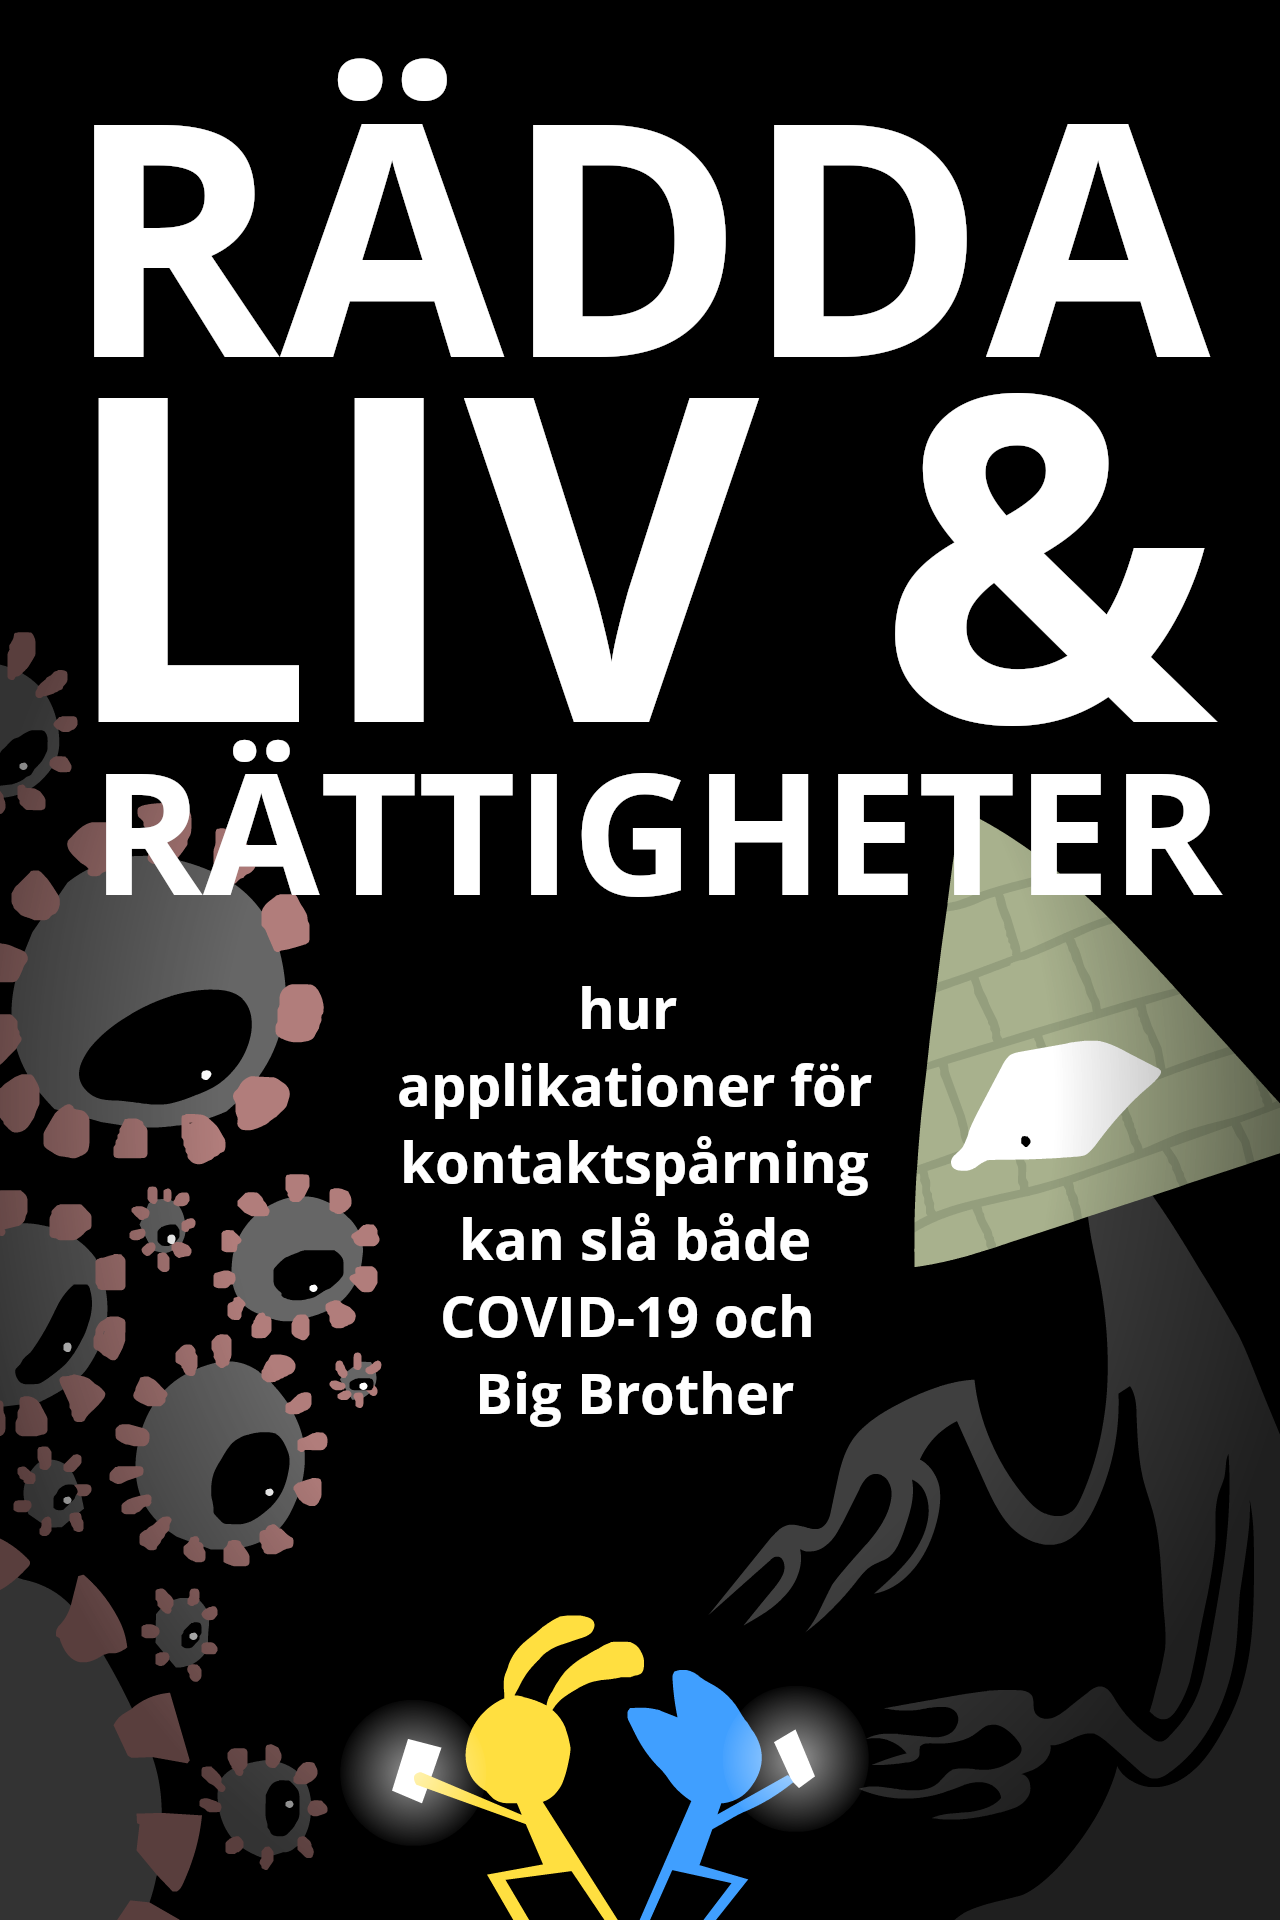 RÄDDA
LIV &
RÄTTIGHETER
hur
applikationer för
kontaktspårning
kan slå både
COVID-19 och
Big Brother